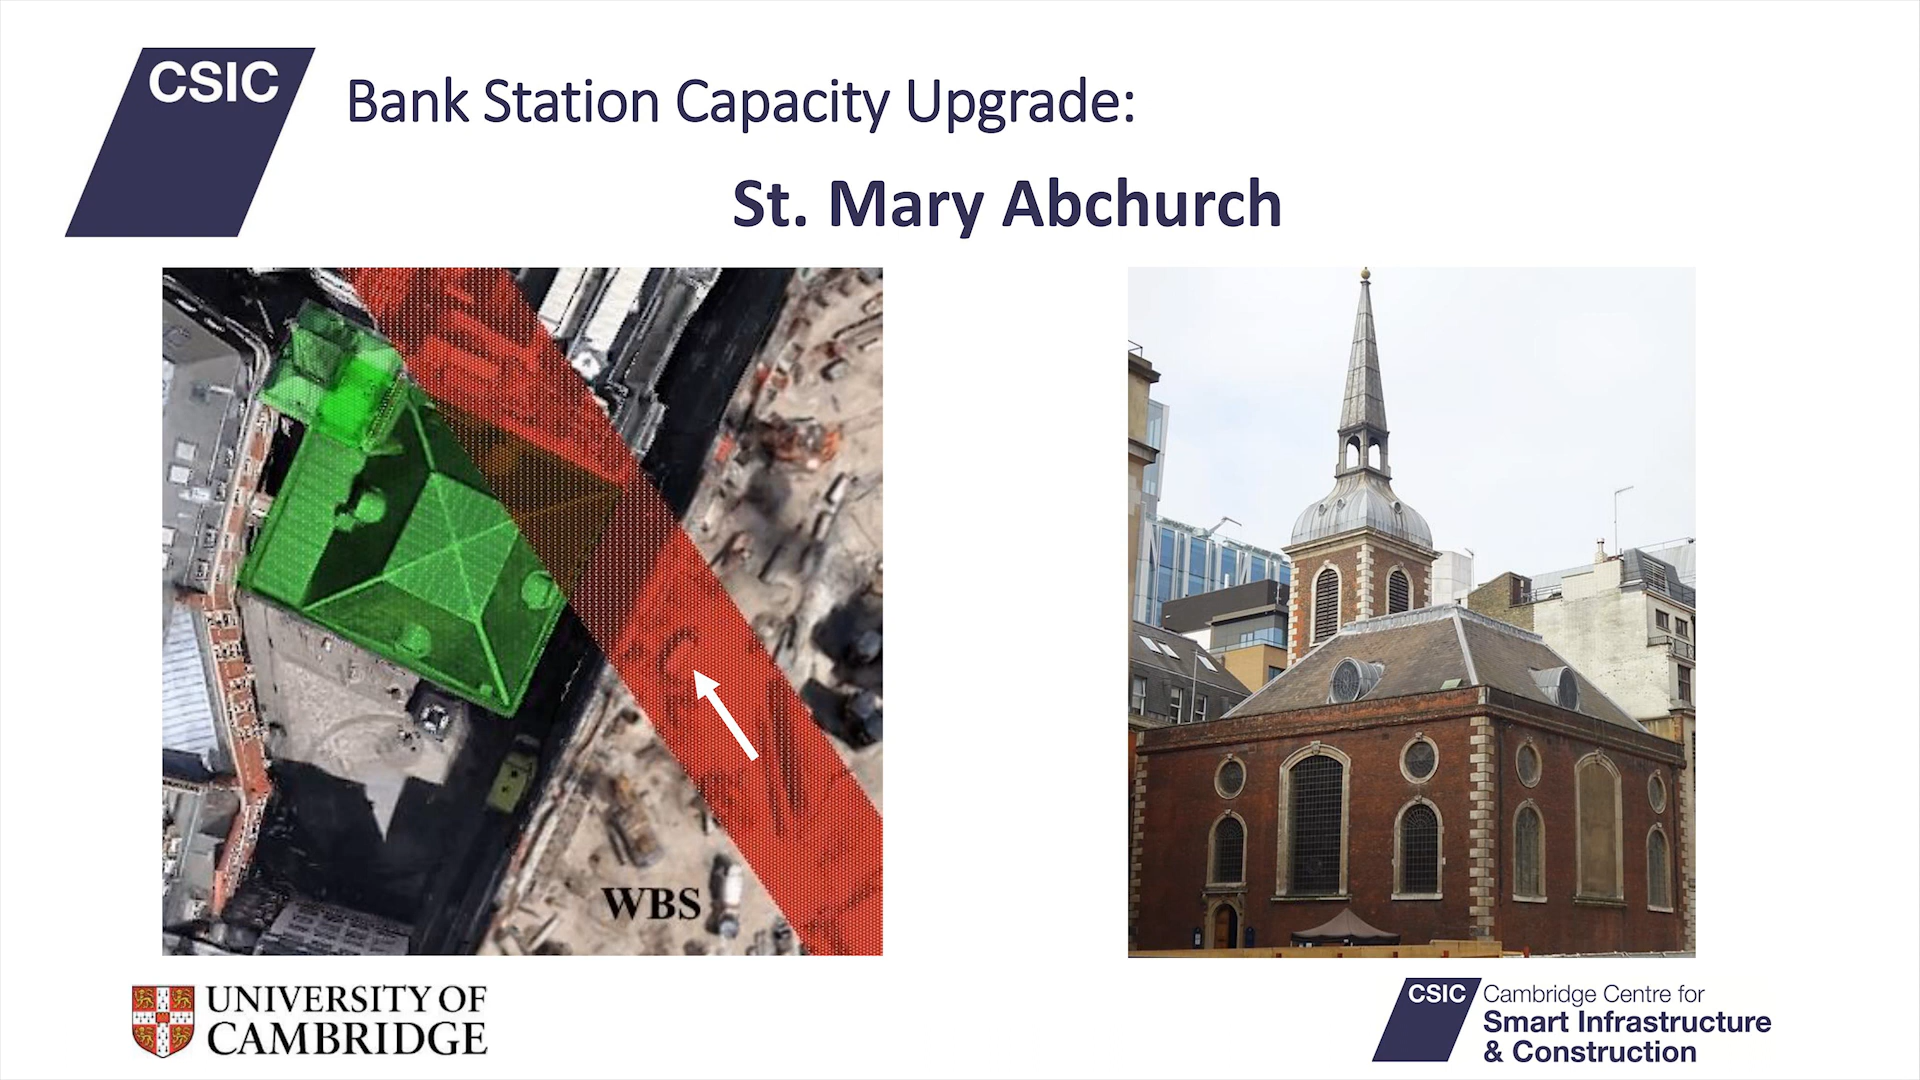 CSIC
Bank Station Capacity Upgrade:
St. Mary Abchurch
WBS
UNIVERSITY OF
CAMBRIDGE
CSIC
Cambridge Centre for
Smart Infrastructure
& Construction